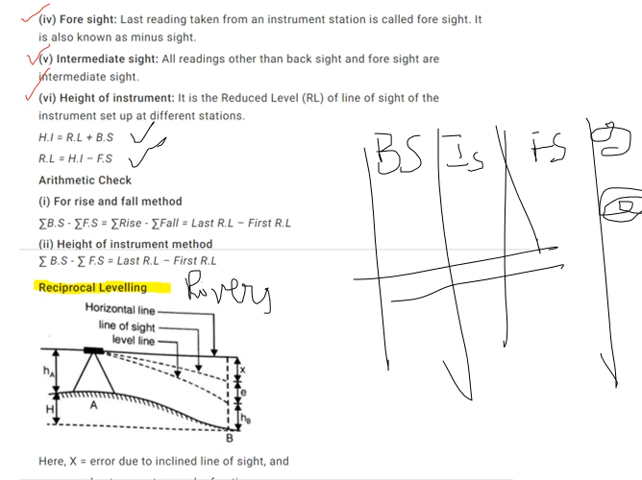 (iv) Fore sight: Last reading taken from an instrument station is called fore sight. It
is also known as minus sight.
(v) Intermediate sight: All readings other than back sight and fore sight are
intermediate sight.
(vi) Height of instrument: It is the Reduced Level (RL) of line of sight of the
instrument set up at different stations.
H.I = R.L + B.S
R.L = H.I − F.S
Arithmetic Check
(i) For rise and fall method
∑B.S - ∑F.S = ∑Rise - ∑Fall = Last R.L − First R.L
(ii) Height of instrument method
∑ B.S - ∑ F.S = Last R.L − First R.L
Reciprocal Levelling
Rivers
Horizontal line
line of sight
level line
hA
x
e
H
A
hB
B
Here, X = error due to inclined line of sight, and
BS
Is
FS